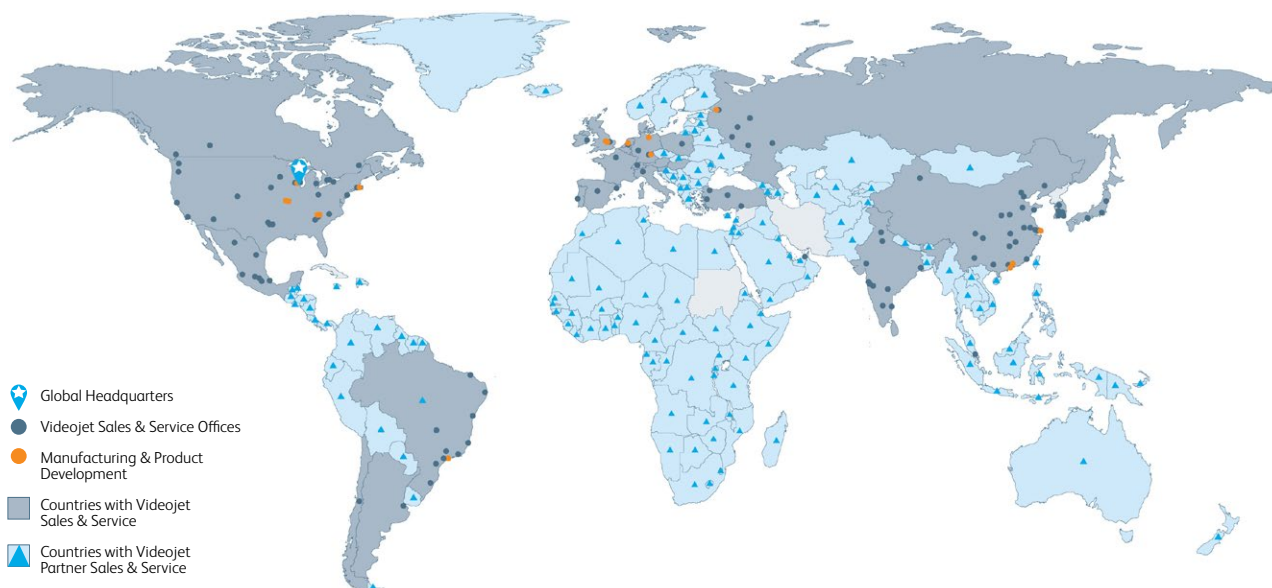 Global Headquarters
Videojet Sales & Service Offices
Manufacturing & Product
Development
Countries with Videojet
Sales & Service
Countries with Videojet
Partner Sales & Service